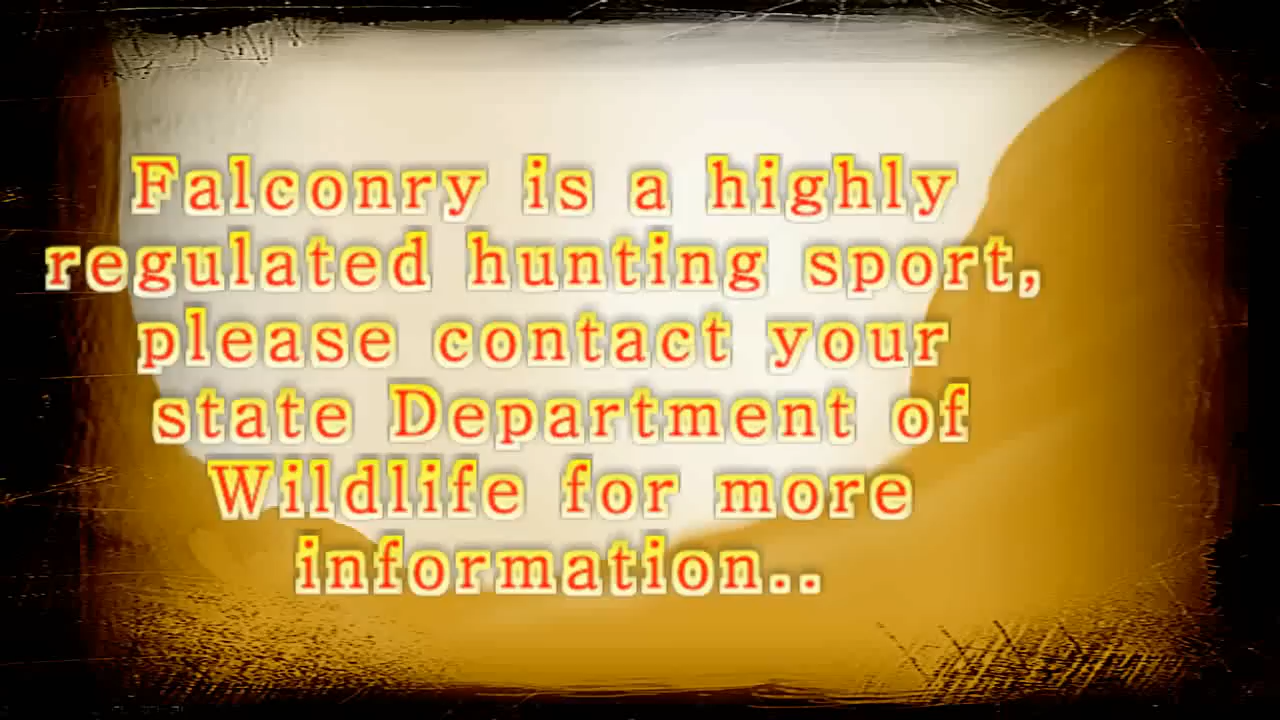 Falconry is a highly
regulated hunting sport,
please contact your
state Department of
Wildlife for more
information..